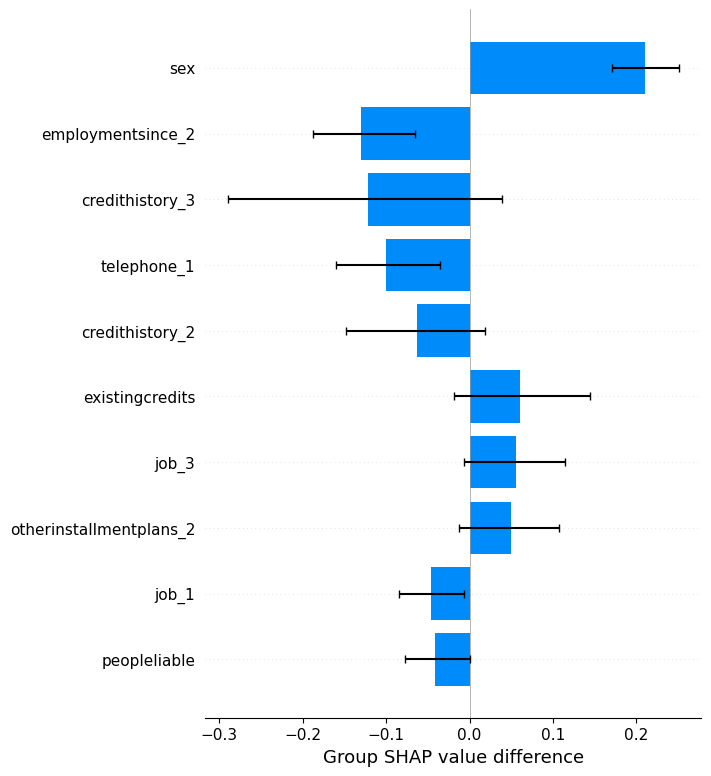 sex
employmentsince_2
credithistory_3
telephone_1
credithistory_2
existingcredits
job_3
otherinstallmentplans_2
job_1
peopleliable
−0.3 −0.2 −0.1 0.0 0.1 0.2
Group SHAP value difference